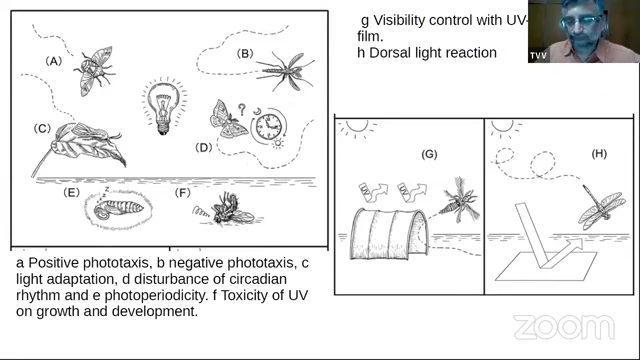 g Visibility control with UV-
film.
h Dorsal light reaction
TVV
(A)
(B)
?
(C)
(D)
(E)
z
z
(F)
(G)
(H)
a Positive phototaxis, b negative phototaxis, c
light adaptation, d disturbance of circadian
rhythm and e photoperiodicity. f Toxicity of UV
on growth and development.
zoom